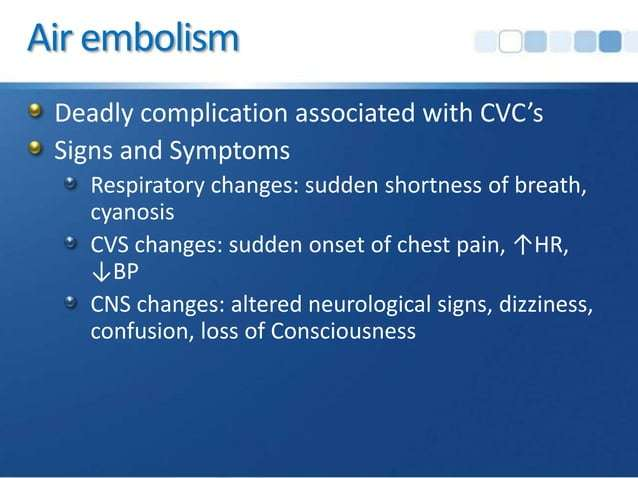 Air embolism
Deadly complication associated with CVC’s
Signs and Symptoms
Respiratory changes: sudden shortness of breath,
cyanosis
CVS changes: sudden onset of chest pain, ↑HR,
↓BP
CNS changes: altered neurological signs, dizziness,
confusion, loss of Consciousness